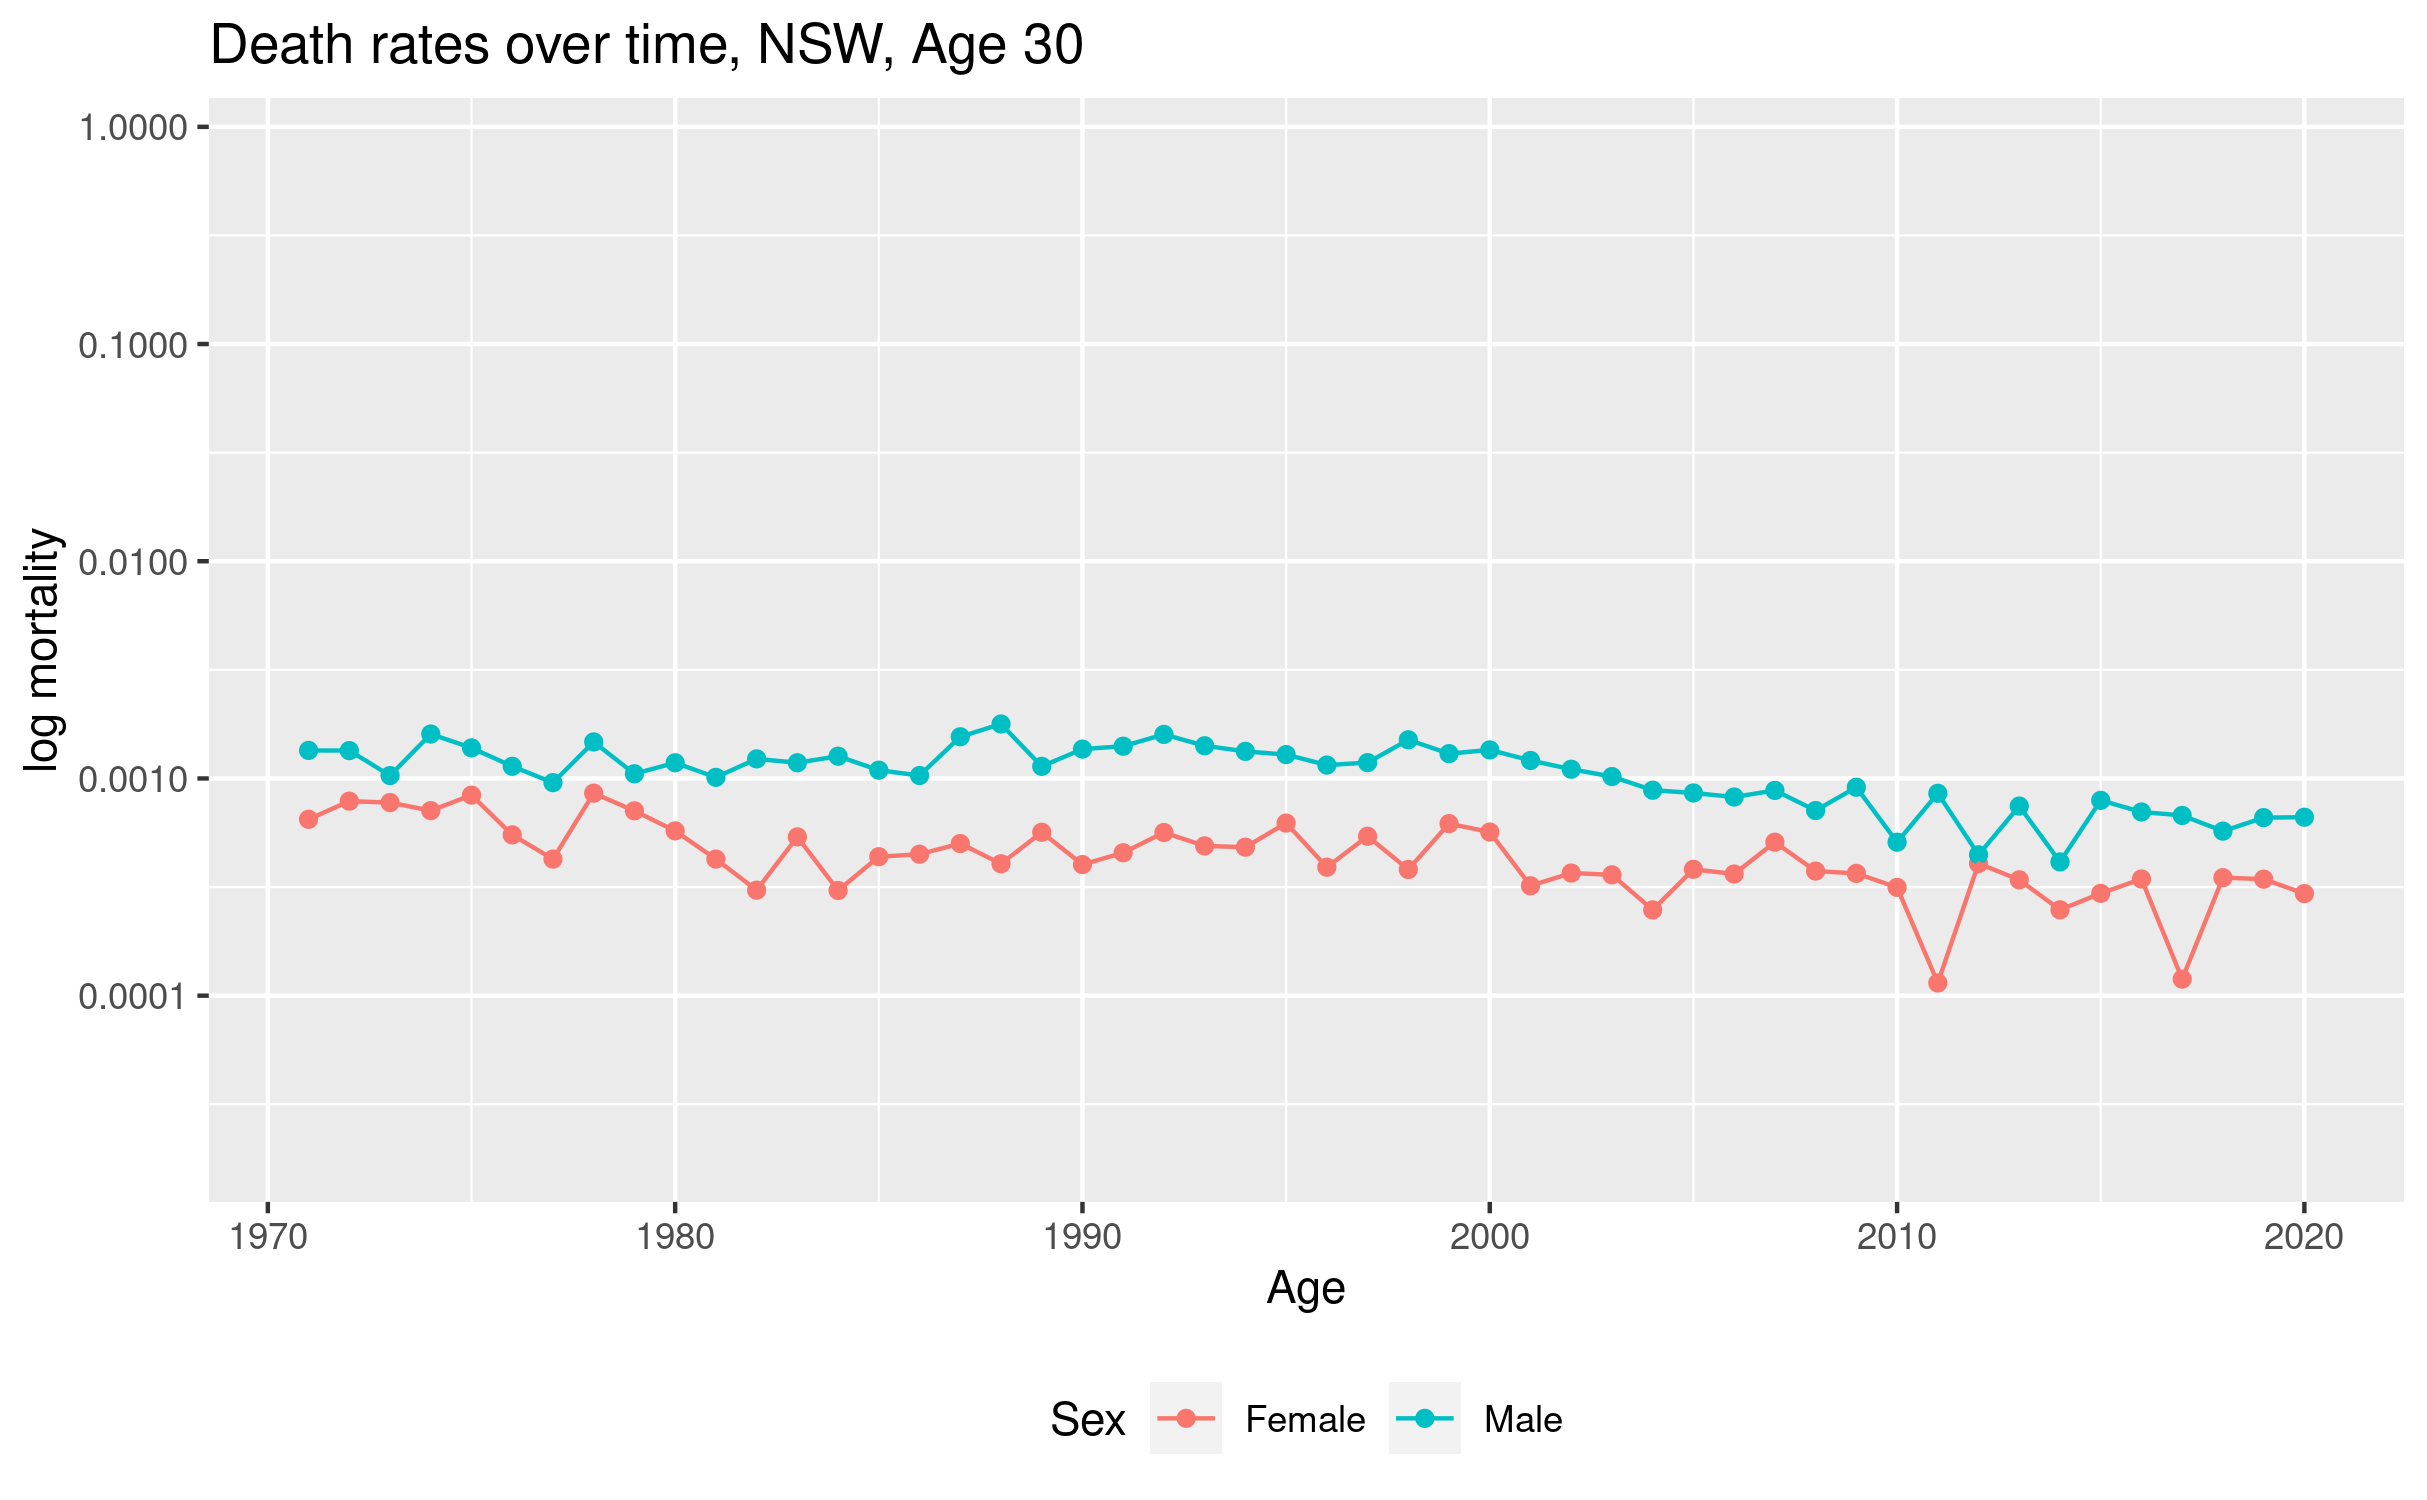 Death rates over time, NSW, Age 30
log mortality
1.0000
0.1000
0.0100
0.0010
0.0001
1970 1980 1990 2000 2010 2020
Age
Sex Female Male